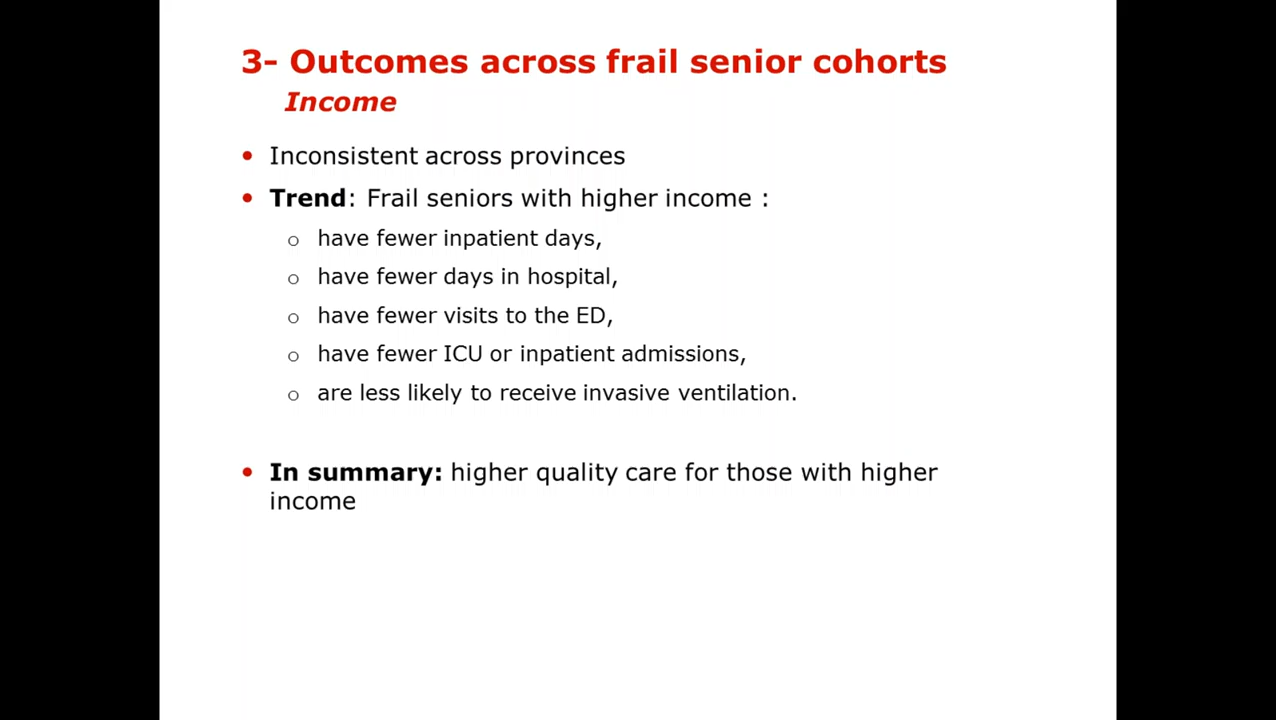 3- Outcomes across frail senior cohorts
Income
• Inconsistent across provinces
• Trend: Frail seniors with higher income :
o have fewer inpatient days,
o have fewer days in hospital,
o have fewer visits to the ED,
o have fewer ICU or inpatient admissions,
o are less likely to receive invasive ventilation.
• In summary: higher quality care for those with higher
income